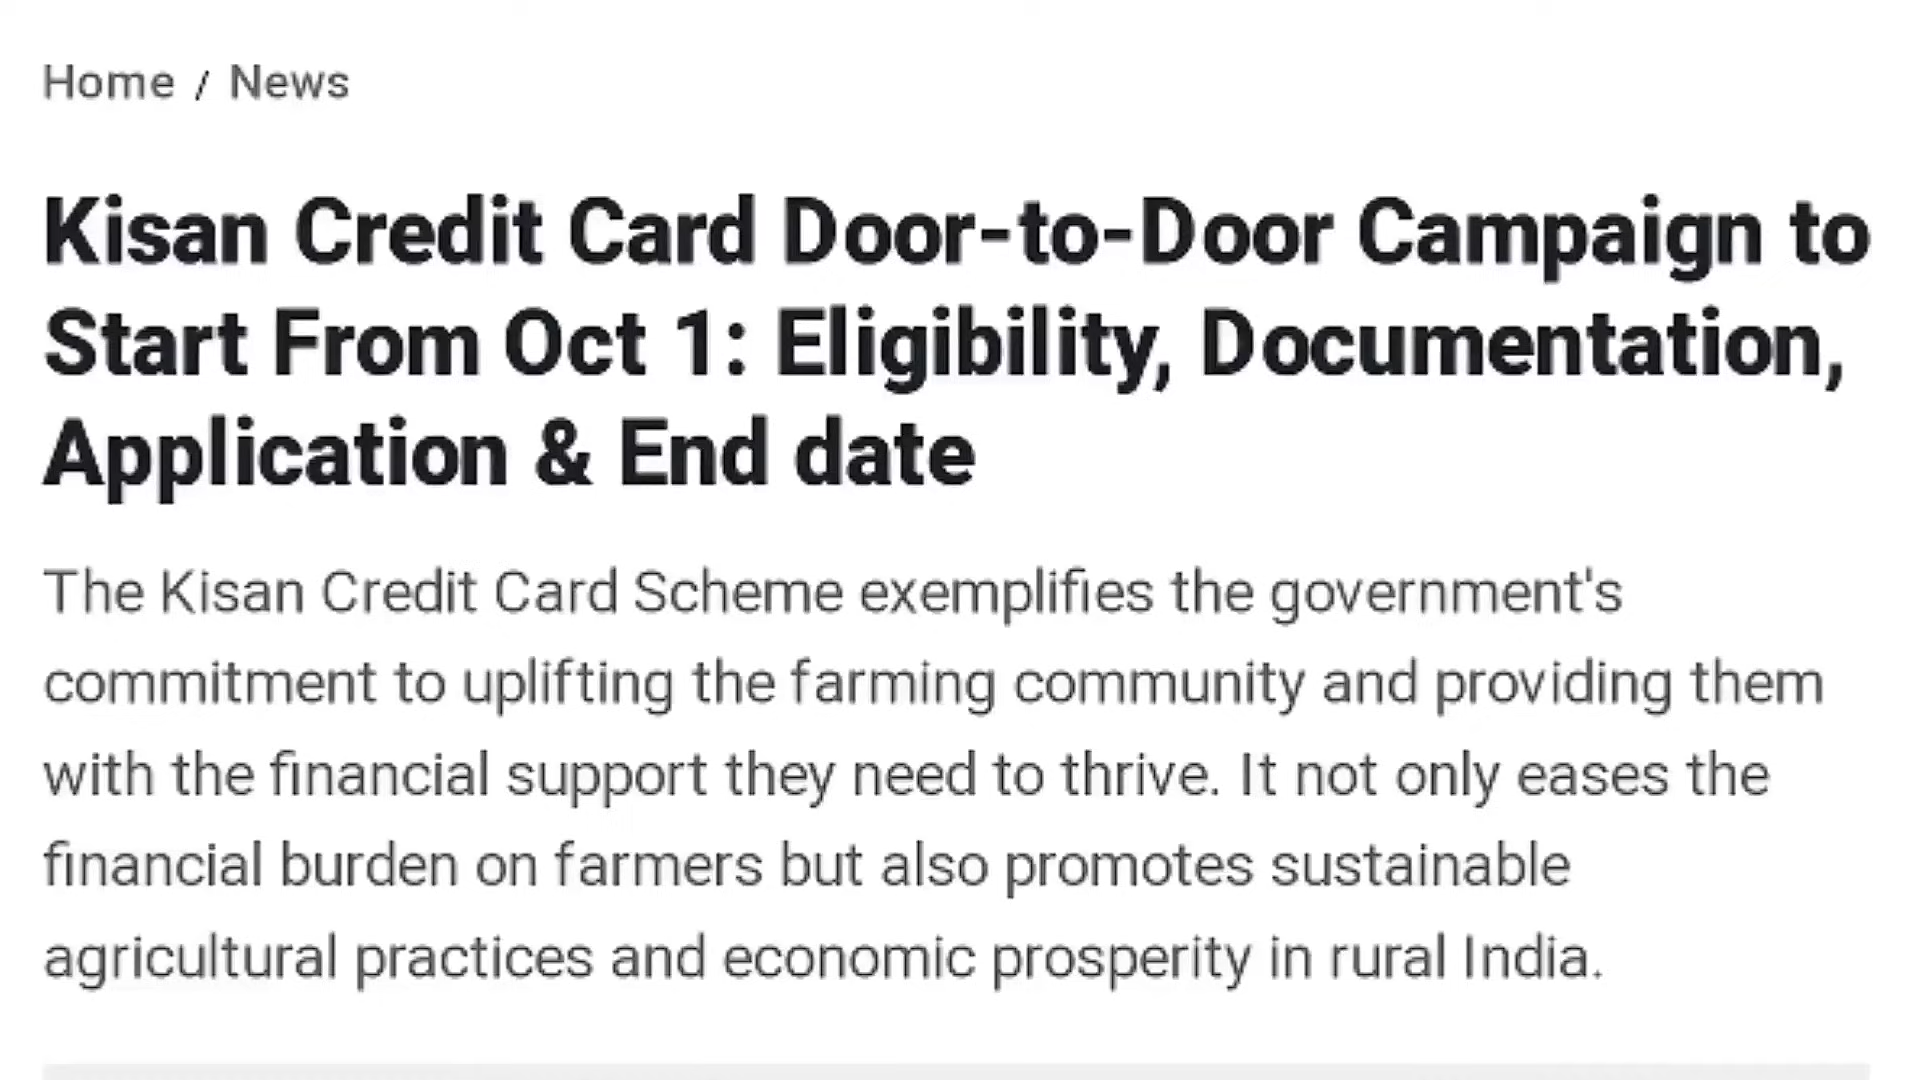 Home / News
Kisan Credit Card Door-to-Door Campaign to
Start From Oct 1: Eligibility, Documentation,
Application & End date
The Kisan Credit Card Scheme exemplifies the government's
commitment to uplifting the farming community and providing them
with the financial support they need to thrive. It not only eases the
financial burden on farmers but also promotes sustainable
agricultural practices and economic prosperity in rural India.